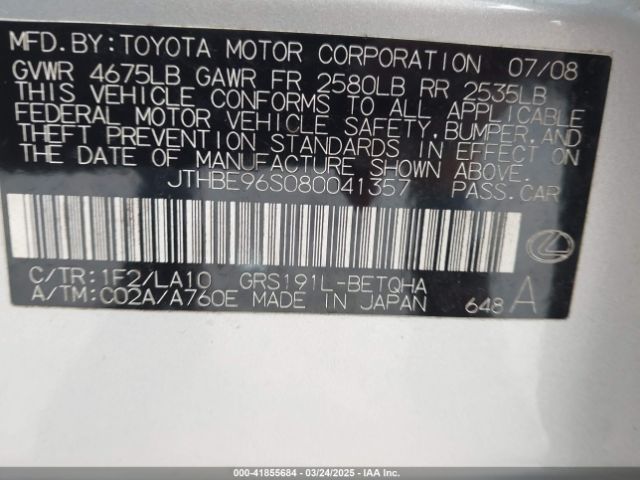 MFD.BY:TOYOTA MOTOR CORPORATION 07/08
GVWR 4675LB GAWR FR 2580LB RR 2535LB
THIS VEHICLE CONFORMS TO ALL APPLICABLE
FEDERAL MOTOR VEHICLE SAFETY,BUMPER,AND
THEFT PREVENTION STANDARDS IN EFFECT ON
THE DATE OF MANUFACTURE SHOWN ABOVE.
JTHBE96S080041357 PASS.CAR
C/TR:1F2/LA10 GRS191L-BETQHA
A/TM:C02A/A760E MADE IN JAPAN 648 A
000-41855684 / 03/24/2025 / IAAI.COM